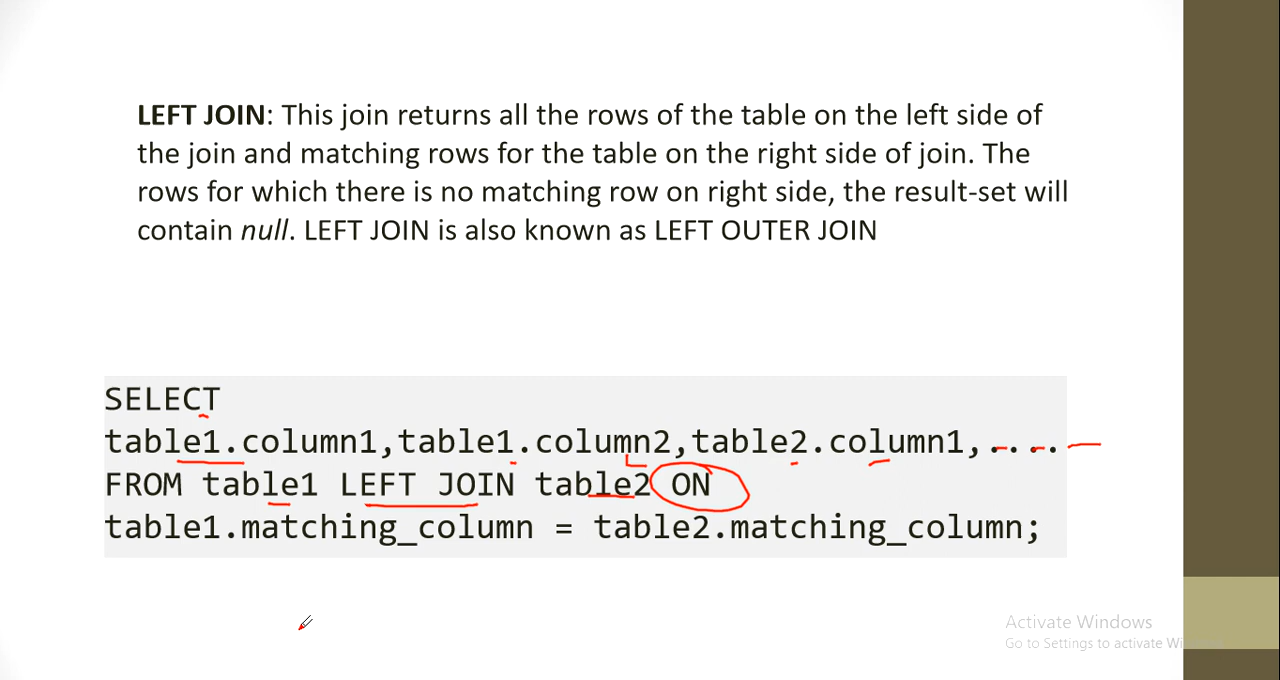 LEFT JOIN: This join returns all the rows of the table on the left side of
the join and matching rows for the table on the right side of join. The
rows for which there is no matching row on right side, the result-set will
contain null. LEFT JOIN is also known as LEFT OUTER JOIN
SELECT
table1.column1,table1.column2,table2.column1,....
FROM table1 LEFT JOIN table2 ON
table1.matching_column = table2.matching_column;
Activate Windows
Go to Settings to activate